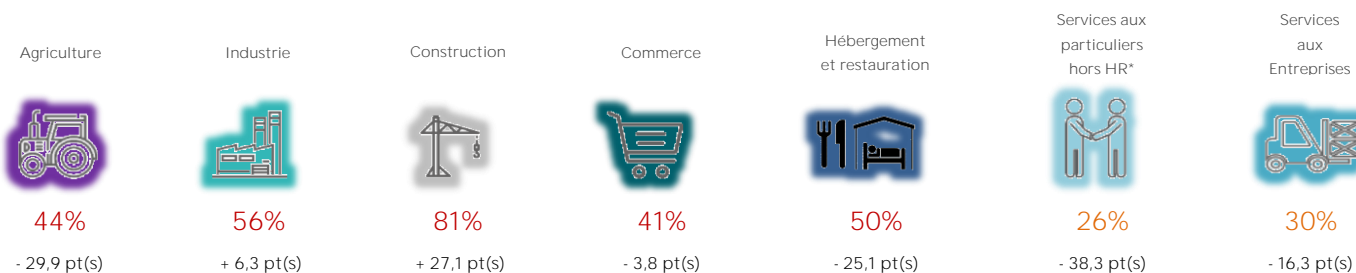 Agriculture
Industrie
Construction
Commerce
Hébergement
et restauration
Services aux
particuliers
hors HR*
Services
aux
Entreprises
44%
56%
81%
41%
50%
26%
30%
- 29,9 pt(s)
+ 6,3 pt(s)
+ 27,1 pt(s)
- 3,8 pt(s)
- 25,1 pt(s)
- 38,3 pt(s)
- 16,3 pt(s)